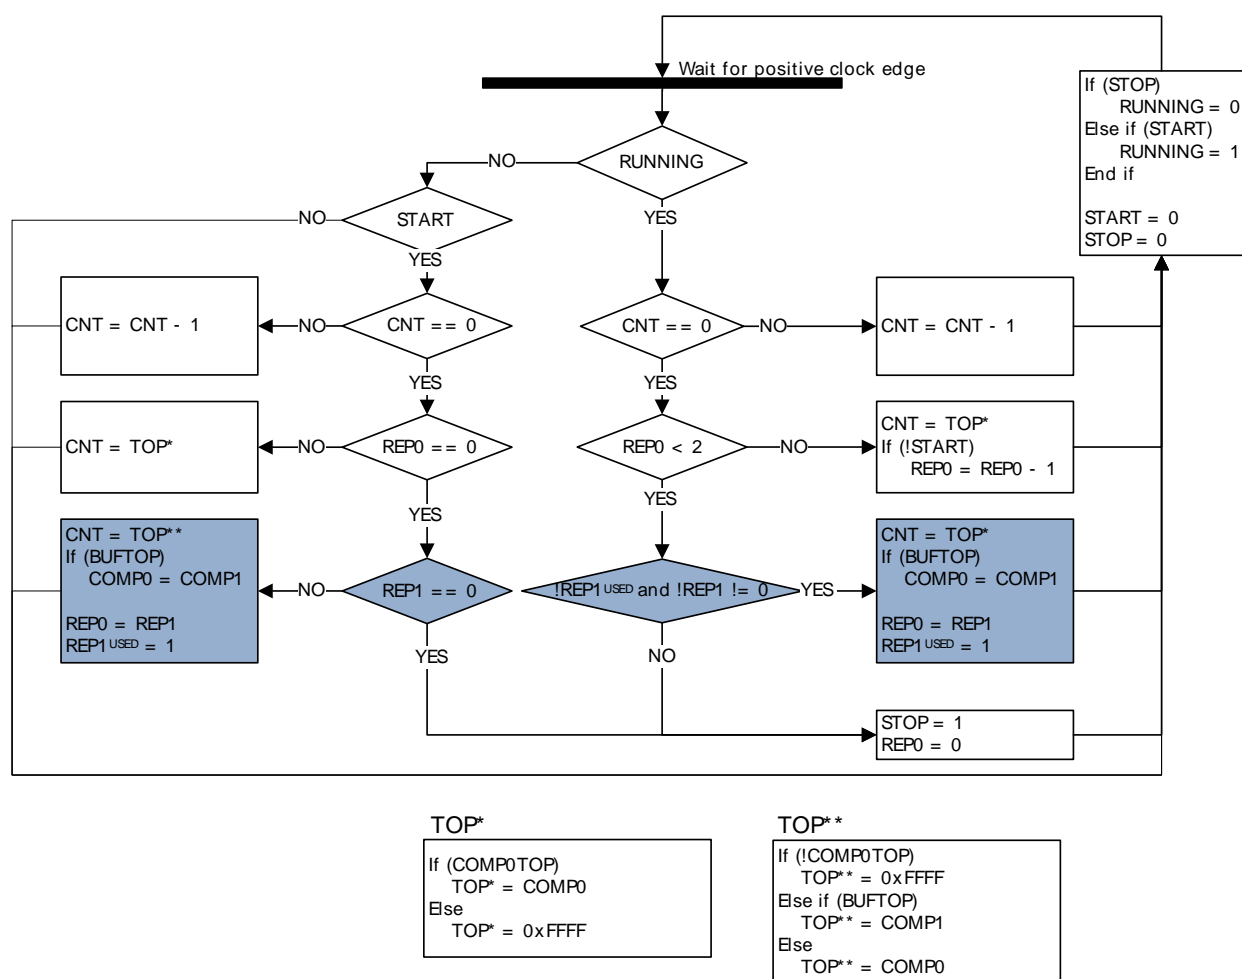 Wait for positive clock edge
If (STOP)
RUNNING = 0
Else if (START)
RUNNING = 1
End if
START = 0
STOP = 0
RUNNING
NO
YES
START
NO
YES
CNT = CNT - 1
NO
CNT == 0
YES
CNT == 0
NO
YES
CNT = CNT - 1
CNT = TOP*
NO
REP0 == 0
YES
REP0 < 2
NO
YES
CNT = TOP*
If (!START)
REP0 = REP0 - 1
CNT = TOP**
If (BUFTOP)
COMP0 = COMP1
REP0 = REP1
REP1 USED = 1
NO
REP1 == 0
YES
!REP1 USED and !REP1 != 0
YES
NO
CNT = TOP*
If (BUFTOP)
COMP0 = COMP1
REP0 = REP1
REP1 USED = 1
STOP = 1
REP0 = 0
TOP*
If (COMP0TOP)
TOP* = COMP0
Else
TOP* = 0xFFFF
TOP**
If (!COMP0TOP)
TOP** = 0xFFFF
Else if (BUFTOP)
TOP** = COMP1
Else
TOP** = COMP0